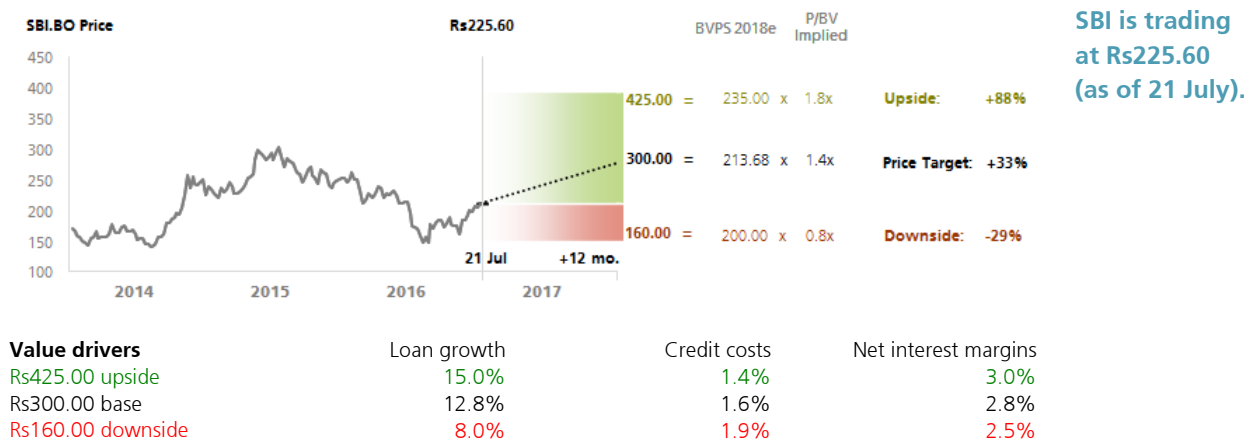 SBI.BO Price Rs225.60 BVPS 2018e P/BV Implied
SBI is trading
at Rs225.60
(as of 21 July).
450
400
350
300
250
200
150
100
425.00 = 235.00 x 1.8x Upside: +88%
300.00 = 213.68 x 1.4x Price Target: +33%
160.00 = 200.00 x 0.8x Downside: -29%
21 Jul +12 mo.
2014 2015 2016 2017
Value drivers Loan growth Credit costs Net interest margins
Rs425.00 upside 15.0% 1.4% 3.0%
Rs300.00 base 12.8% 1.6% 2.8%
Rs160.00 downside 8.0% 1.9% 2.5%